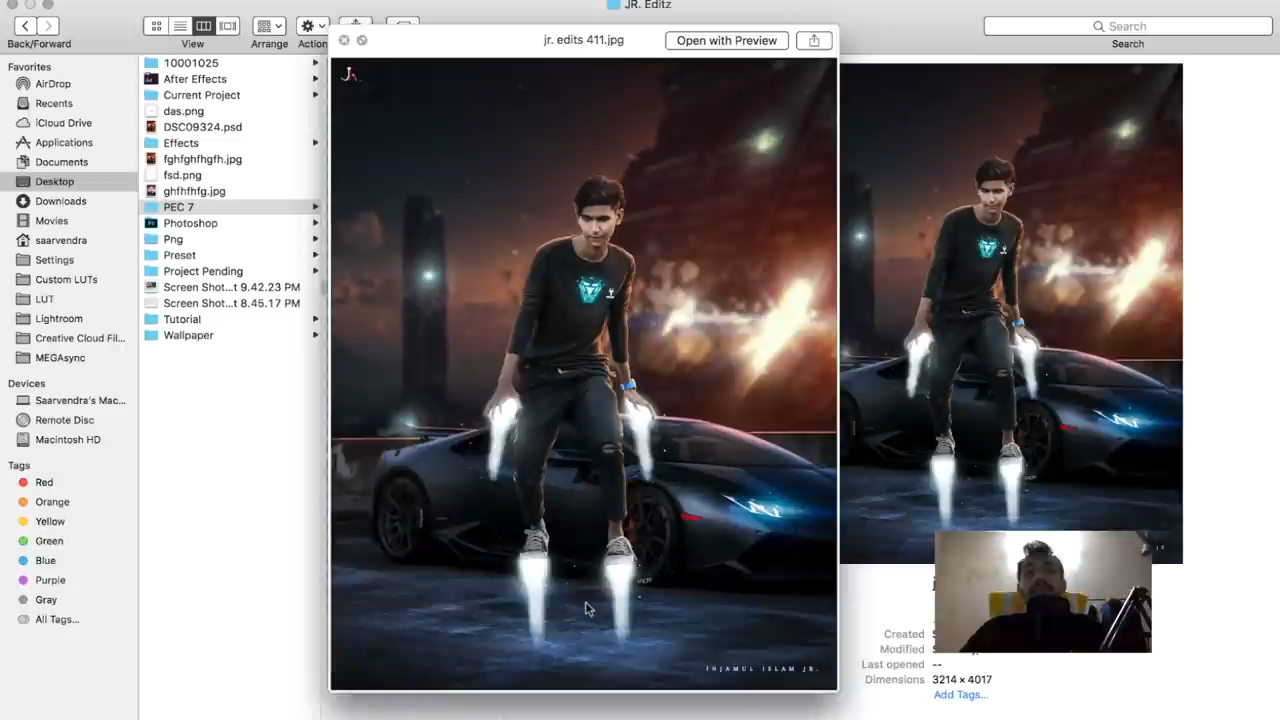 JR. Editz
Back/Forward
View
Arrange
Action
Search
Search
jr. edits 411.jpg
Open with Preview
Favorites
AirDrop
Recents
iCloud Drive
Applications
Documents
Desktop
Downloads
Movies
saarvendra
Settings
Custom LUTs
LUT
Lightroom
Creative Cloud Fil...
MEGAsync
Devices
Saarvendra's Mac...
Remote Disc
Macintosh HD
Tags
Red
Orange
Yellow
Green
Blue
Purple
Gray
All Tags...
10001025
After Effects
Current Project
das.png
DSC09324.psd
Effects
fghfghfhgfh.jpg
fsd.png
ghfhfhfg.jpg
PEC 7
Photoshop
Png
Preset
Project Pending
Screen Shot...t 9.42.23 PM
Screen Shot...t 8.45.17 PM
Tutorial
Wallpaper
JR
INJAMUL ISLAM JR.
Created
Modified
Last opened --
Dimensions 3214 × 4017
Add Tags...